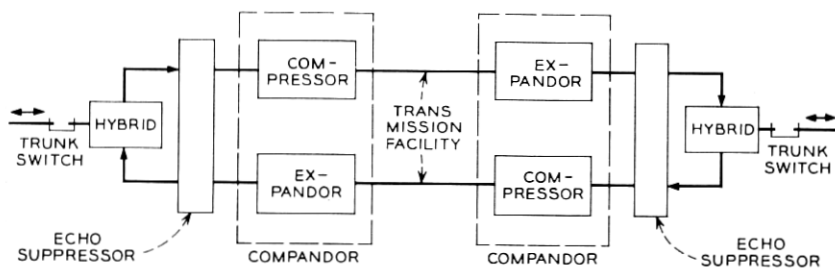 COM-
PRESSOR
EX-
PANDOR
HYBRID
TRUNK
SWITCH
TRANS
MISSION
FACILITY
HYBRID
TRUNK
SWITCH
EX-
PANDOR
COM-
PRESSOR
ECHO
SUPPRESSOR
COMPANDOR
COMPANDOR
ECHO
SUPPRESSOR